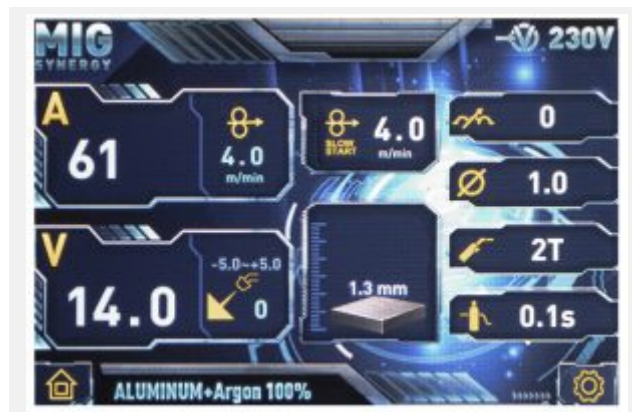 MIG
SYNERGY
230V
A
61
4.0
m/min
SLOW
START
4.0
m/min
0
1.0
V
14.0
-5.0~+5.0
0
1.3 mm
2T
0.1s
ALUMINUM+Argon 100%